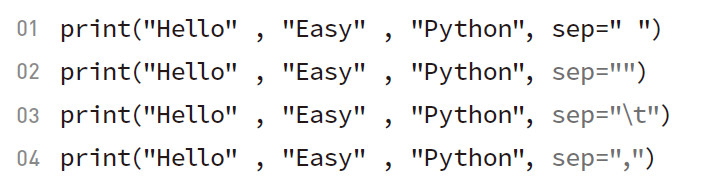 01 print("Hello" , "Easy" , "Python", sep=" ")
02 print("Hello" , "Easy" , "Python", sep="")
03 print("Hello" , "Easy" , "Python", sep="\t")
04 print("Hello" , "Easy" , "Python", sep=",")